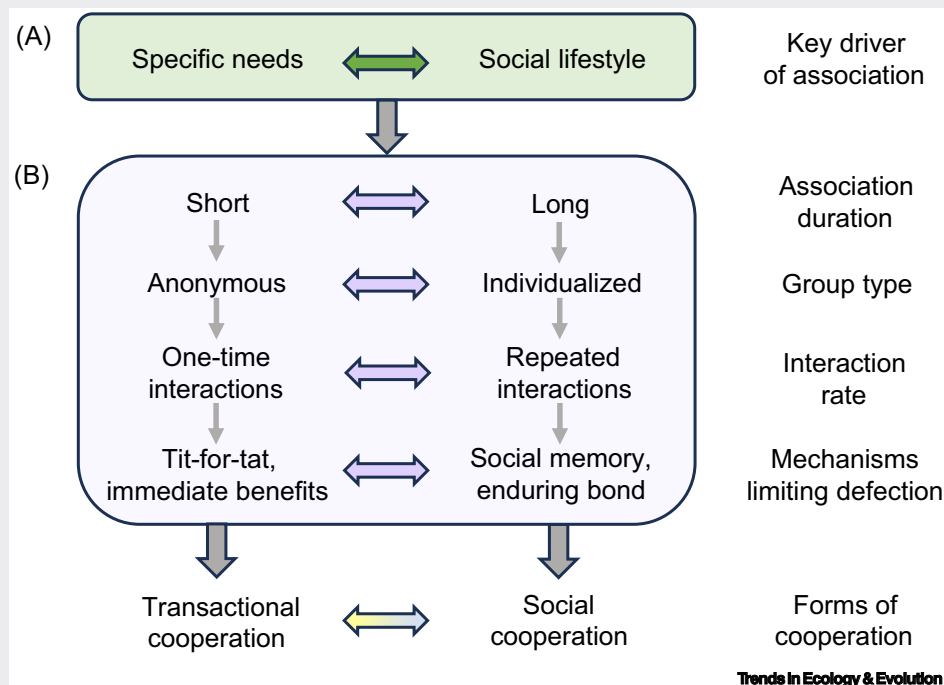 (A)
Specific needs
Social lifestyle
Key driver
of association
(B)
Short
Long
Association
duration
Anonymous
Individualized
Group type
One-time
interactions
Repeated
interactions
Interaction
rate
Tit-for-tat,
immediate benefits
Social memory,
enduring bond
Mechanisms
limiting defection
Transactional
cooperation
Social
cooperation
Forms of
cooperation
Trends in Ecology & Evolution